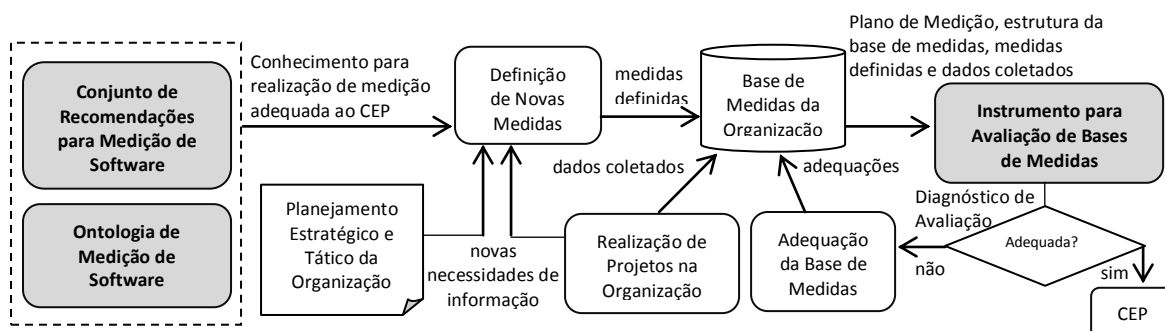 Conjunto de
Recomendações
para Medição de
Software
Ontologia de
Medição de
Software
Conhecimento para
realização de medição
adequada ao CEP
Definição
de Novas
Medidas
medidas
definidas
Base de
Medidas da
Organização
Plano de Medição, estrutura da
base de medidas, medidas
definidas e dados coletados
Instrumento para
Avaliação de Bases
de Medidas
Planejamento
Estratégico e
Tático da
Organização
novas
necessidades de
informação
dados coletados
Realização de
Projetos na
Organização
adequações
Adequação
da Base de
Medidas
Diagnóstico de
Avaliação
Adequada?
não
sim
CEP